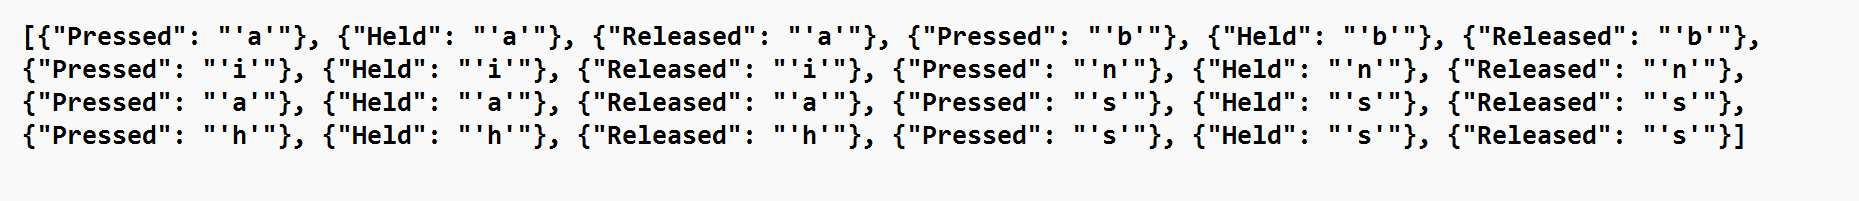 [{"Pressed": "'a'"}, {"Held": "'a'"}, {"Released": "'a'"}, {"Pressed": "'b'"}, {"Held": "'b'"}, {"Released": "'b'"},
{"Pressed": "'i'"}, {"Held": "'i'"}, {"Released": "'i'"}, {"Pressed": "'n'"}, {"Held": "'n'"}, {"Released": "'n'"},
{"Pressed": "'a'"}, {"Held": "'a'"}, {"Released": "'a'"}, {"Pressed": "'s'"}, {"Held": "'s'"}, {"Released": "'s'"},
{"Pressed": "'h'"}, {"Held": "'h'"}, {"Released": "'h'"}, {"Pressed": "'s'"}, {"Held": "'s'"}, {"Released": "'s'"}]